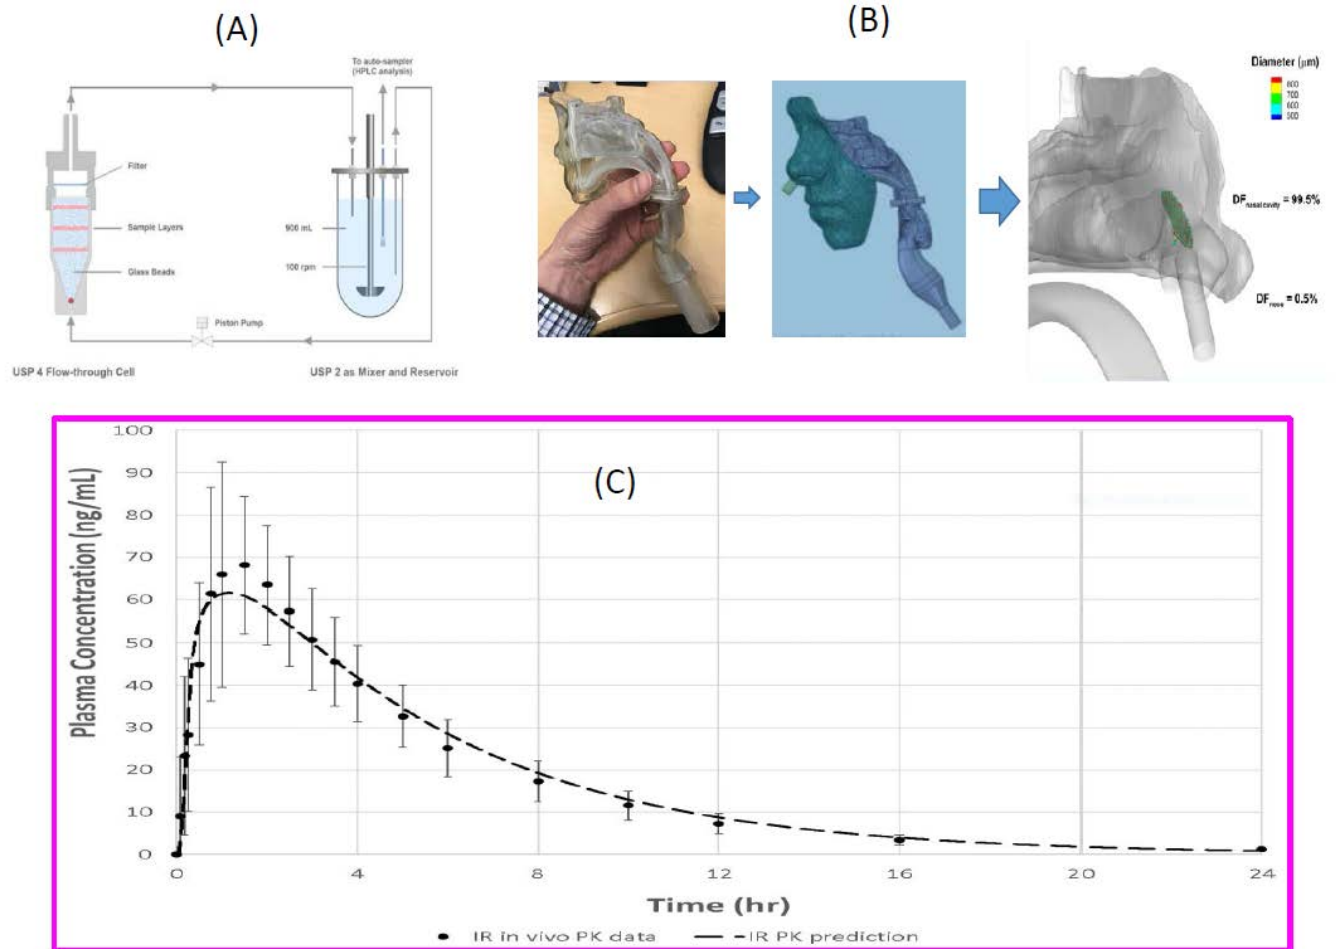 (A)
(B)
To auto-sampler
(HPLC analysis)
Filter
Sample Layers
Glass Beads
900 mL
100 rpm
Piston Pump
USP 4 Flow-through Cell
USP 2 as Mixer and Reservoir
Diameter (μm)
800
700
600
500
DFnasal cavity = 99.5%
DFnose = 0.5%
(C)
Plasma Concentration (ng/mL)
100
90
80
70
60
50
40
30
20
10
0
0 4 8 12 16 20 24
Time (hr)
IR in vivo PK data
IR PK prediction